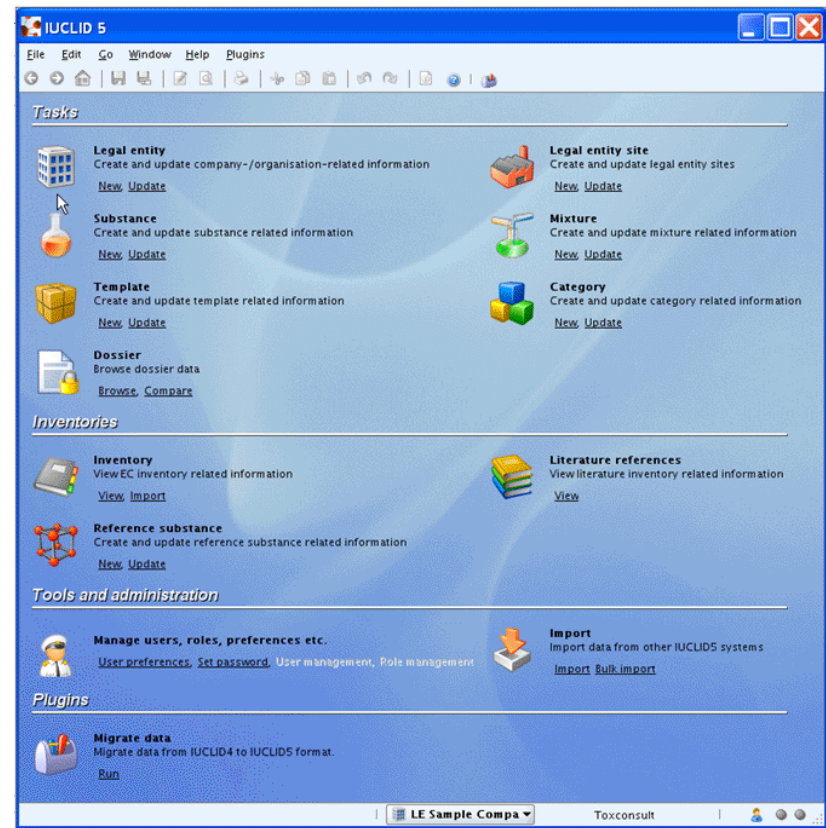 IUCLID 5
File Edit Go Window Help Plugins
Tasks
Legal entity
Create and update company-/organisation-related information
New, Update
Legal entity site
Create and update legal entity sites
New, Update
Substance
Create and update substance related information
New, Update
Mixture
Create and update mixture related information
New, Update
Template
Create and update template related information
New, Update
Category
Create and update category related information
New, Update
Dossier
Browse dossier data
Browse, Compare
Inventories
Inventory
View EC inventory related information
View, Import
Literature references
View literature inventory related information
View
Reference substance
Create and update reference substance related information
New, Update
Tools and administration
Manage users, roles, preferences etc.
User preferences, Set password, User management, Role management
Import
Import data from other IUCLID5 systems
Import Bulk import
Plugins
Migrate data
Migrate data from IUCLID4 to IUCLID5 format.
Run
LE Sample Compa Toxconsult